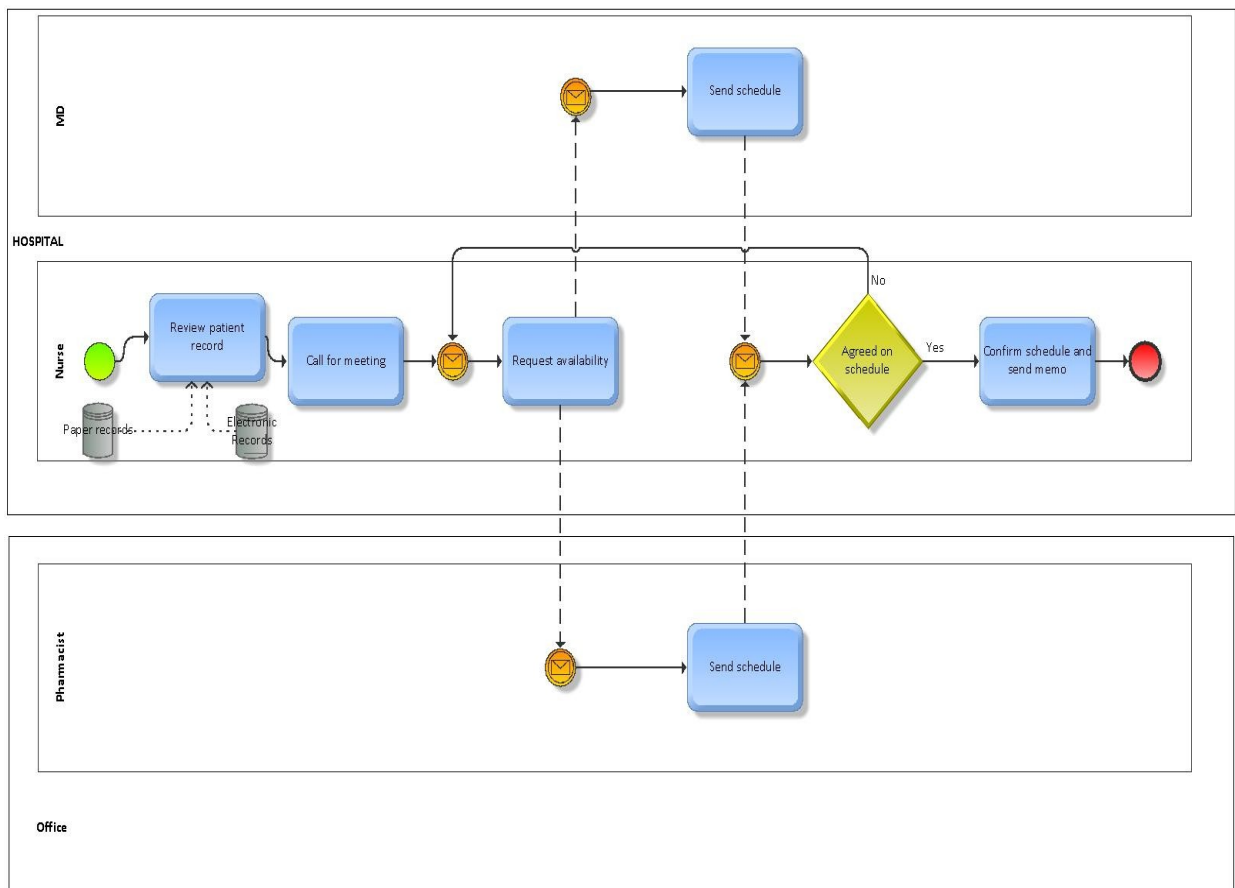 MD
Send schedule
HOSPITAL
Nurse
Review patient
record
Call for meeting
Request availability
No
Agreed on
schedule
Yes
Confirm schedule and
send memo
Paper records
Electronic
Records
Pharmacist
Send schedule
Office